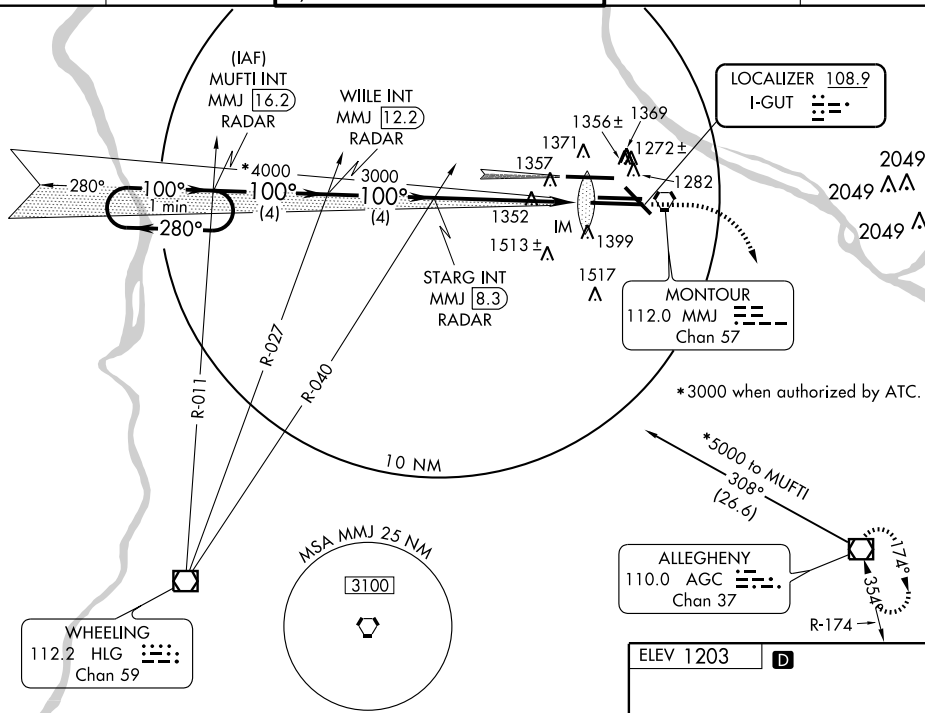 (IAF)
MUFTI INT
MMJ 16.2
RADAR
WIILE INT
MMJ 12.2
RADAR
LOCALIZER 108.9
I-GUT
1356± 1369
1371 1272±
1357
1282
2049
2049
2049
*4000
3000
280° 100° 100° 100°
1 min (4) (4)
280°
1352
IM
1399
1513±
1517
STARG INT
MMJ 8.3
RADAR
MONTOUR
112.0 MMJ
Chan 57
R-011
R-027
R-040
*3000 when authorized by ATC.
10 NM
*5000 to MUFTI
308°
(26.6)
MSA MMJ 25 NM
3100
ALLEGHENY
110.0 AGC
Chan 37
174°
354°
R-174
WHEELING
112.2 HLG
Chan 59
ELEV 1203 D